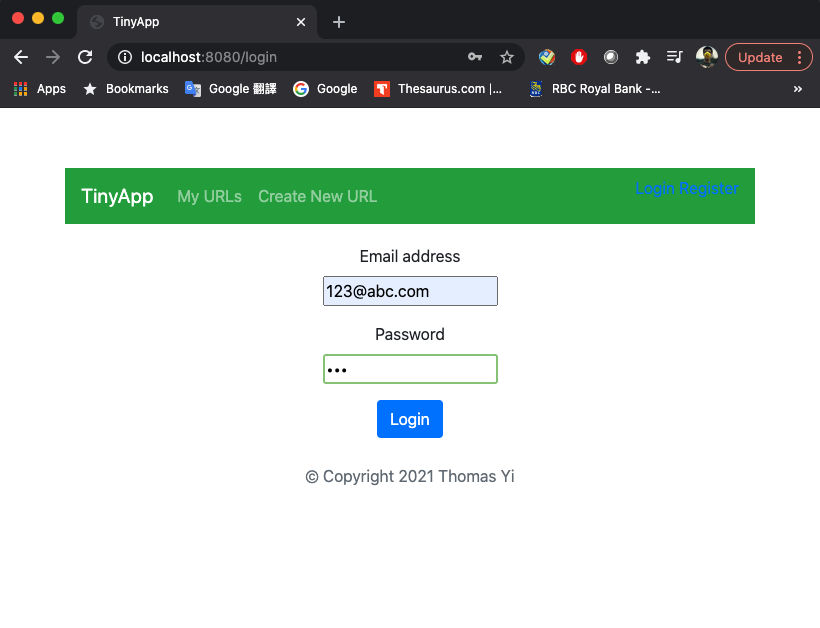 TinyApp
localhost:8080/login
Update
Apps Bookmarks Google 翻譯 Google Thesaurus.com |... RBC Royal Bank -... »
TinyApp My URLs Create New URL Login Register
Email address
123@abc.com
Password
•••
Login
© Copyright 2021 Thomas Yi